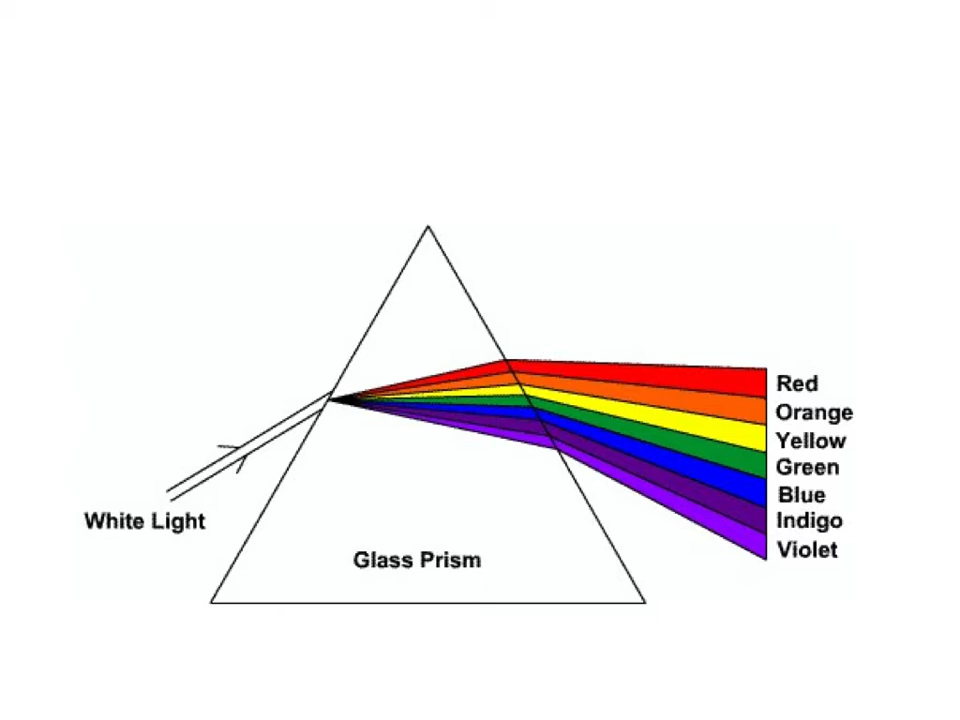 Red
Orange
Yellow
Green
Blue
Indigo
Violet
White Light
Glass Prism